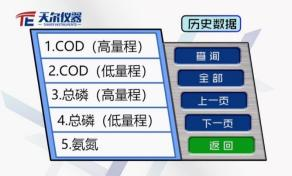 TE 天尔仪器
历史数据
1.COD（高量程）
2.COD（低量程）
3.总磷（高量程）
4.总磷（低量程）
5.氨氮
查询
全部
上一页
下一页
返回